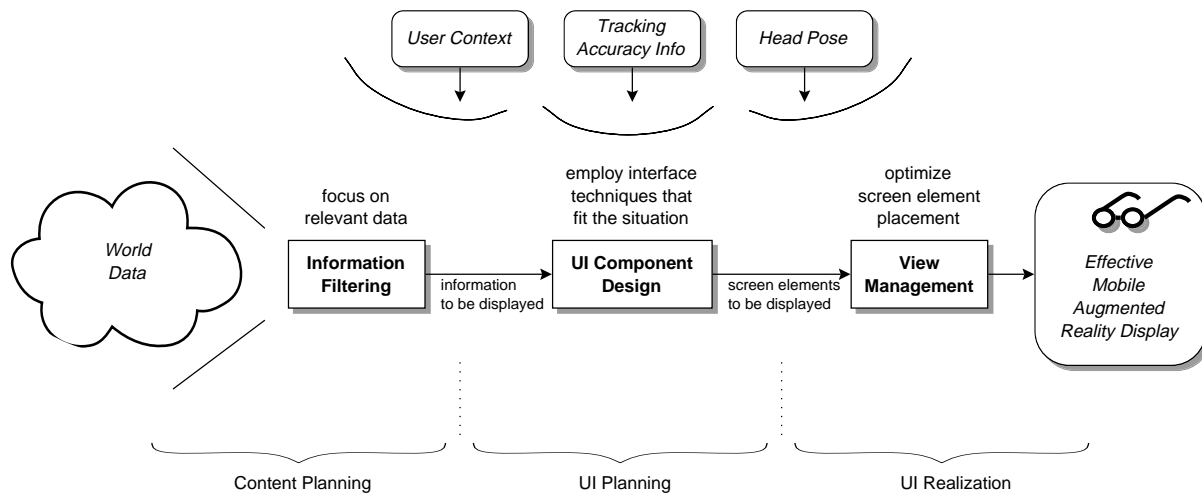 User Context
Tracking
Accuracy Info
Head Pose
focus on
relevant data
employ interface
techniques that
fit the situation
optimize
screen element
placement
World
Data
Information
Filtering
information
to be displayed
UI Component
Design
screen elements
to be displayed
View
Management
Effective
Mobile
Augmented
Reality Display
Content Planning
UI Planning
UI Realization